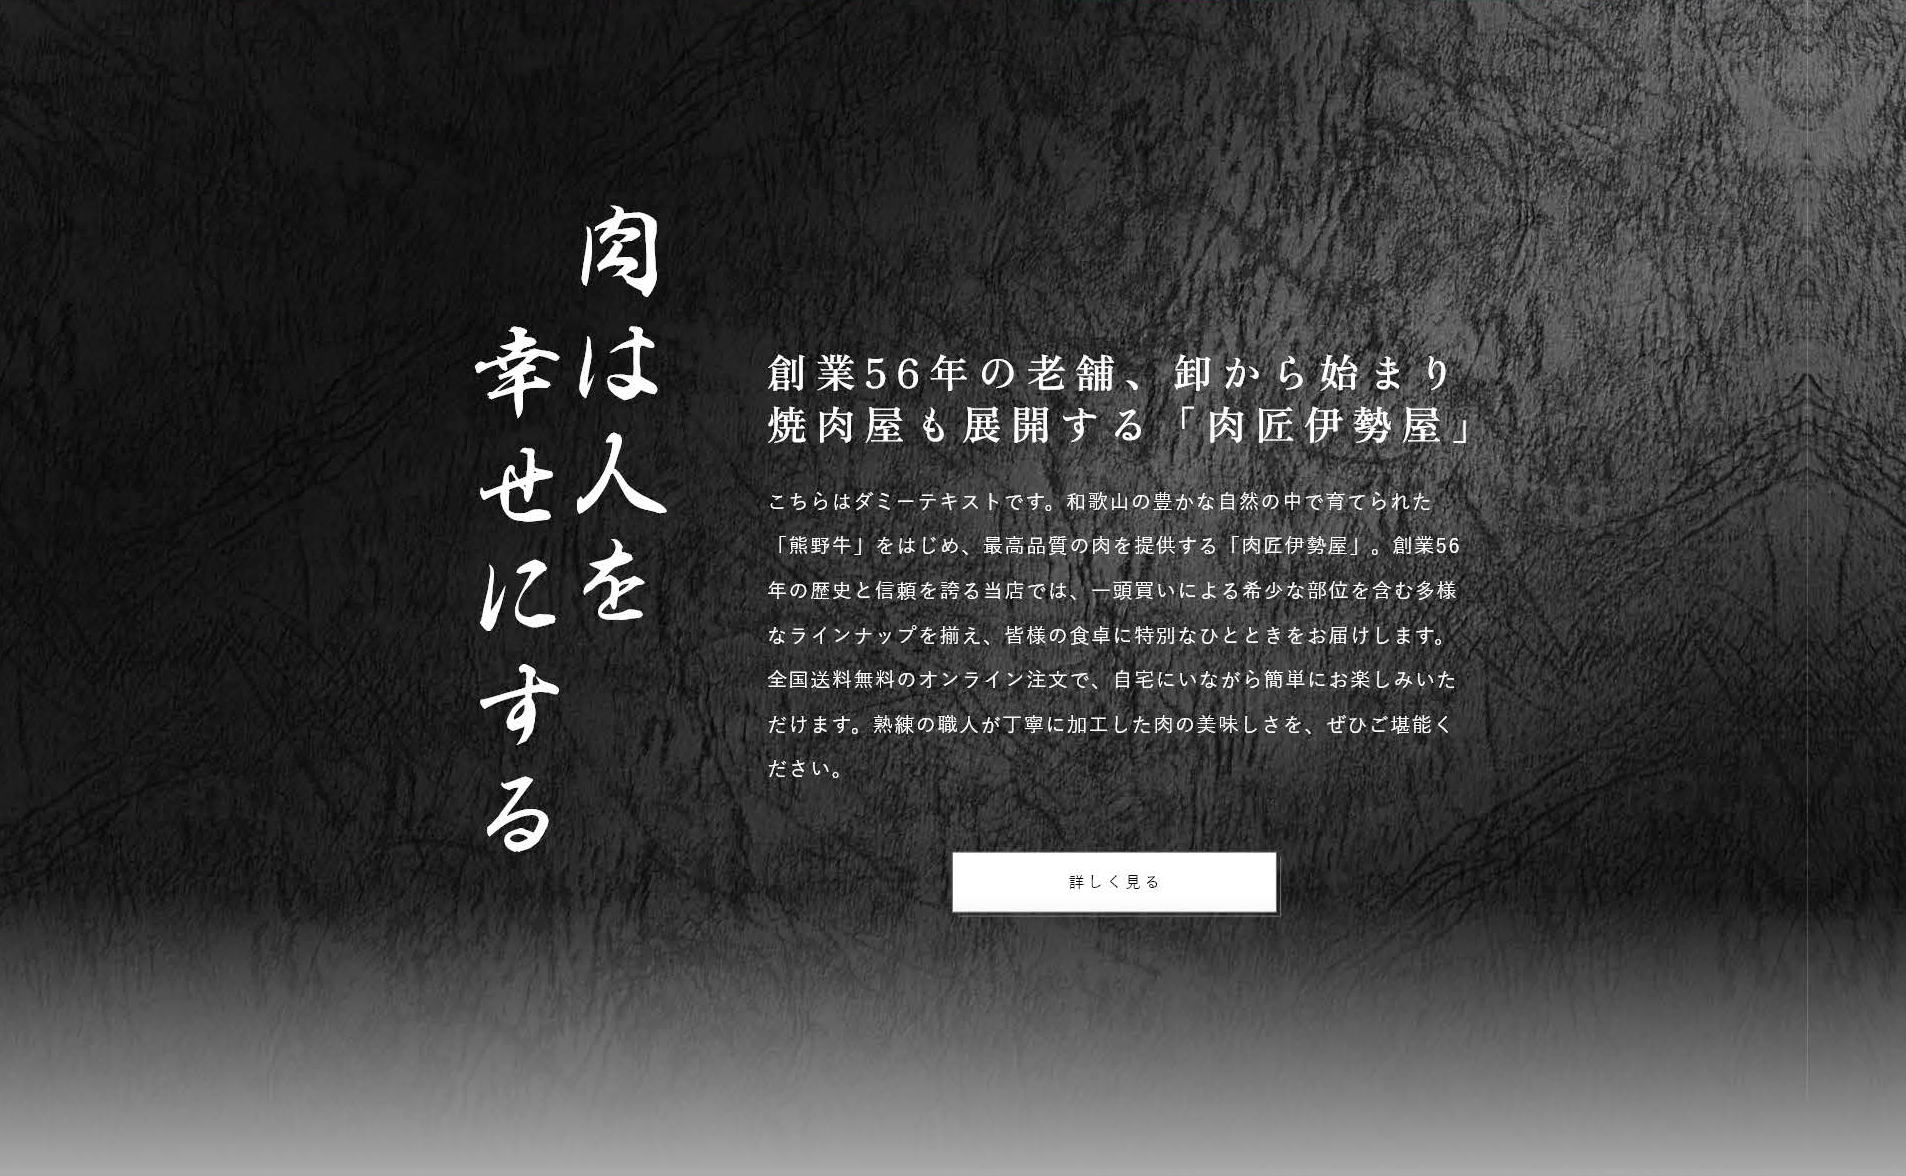 肉は人を
幸せにする
創業56年の老舗、卸から始まり
焼肉屋も展開する「肉匠伊勢屋」
こちらはダミーテキストです。和歌山の豊かな自然の中で育てられた
「熊野牛」をはじめ、最高品質の肉を提供する「肉匠伊勢屋」。創業56
年の歴史と信頼を誇る当店では、一頭買いによる希少な部位を含む多様
なラインナップを揃え、皆様の食卓に特別なひとときをお届けします。
全国送料無料のオンライン注文で、自宅にいながら簡単にお楽しみいた
だけます。熟練の職人が丁寧に加工した肉の美味しさを、ぜひご堪能く
ださい。
詳しく見る